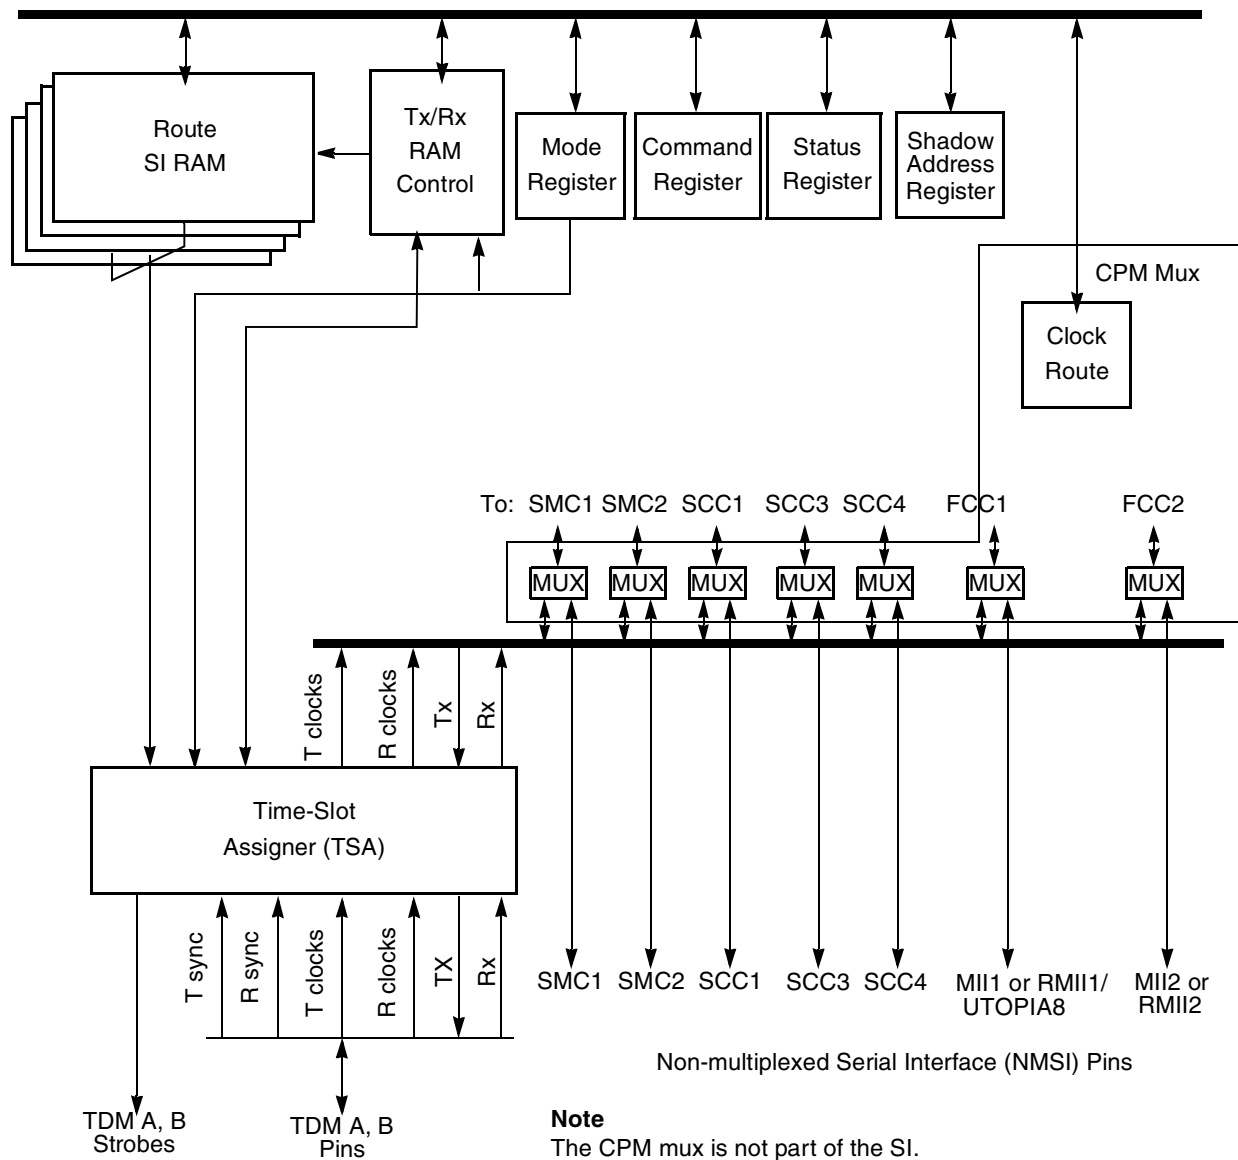 Route
SI RAM
Tx/Rx
RAM
Control
Mode
Register
Command
Register
Status
Register
Shadow
Address
Register
CPM Mux
Clock
Route
To: SMC1 SMC2 SCC1 SCC3 SCC4 FCC1 FCC2
MUX MUX MUX MUX MUX MUX MUX
T clocks
R clocks
Tx
Rx
Time-Slot
Assigner (TSA)
T sync
R sync
T clocks
R clocks
TX
Rx
SMC1 SMC2 SCC1 SCC3 SCC4
MII1 or RMII1/
UTOPIA8
MII2 or
RMII2
Non-multiplexed Serial Interface (NMSI) Pins
TDM A, B
Strobes
TDM A, B
Pins
Note
The CPM mux is not part of the SI.